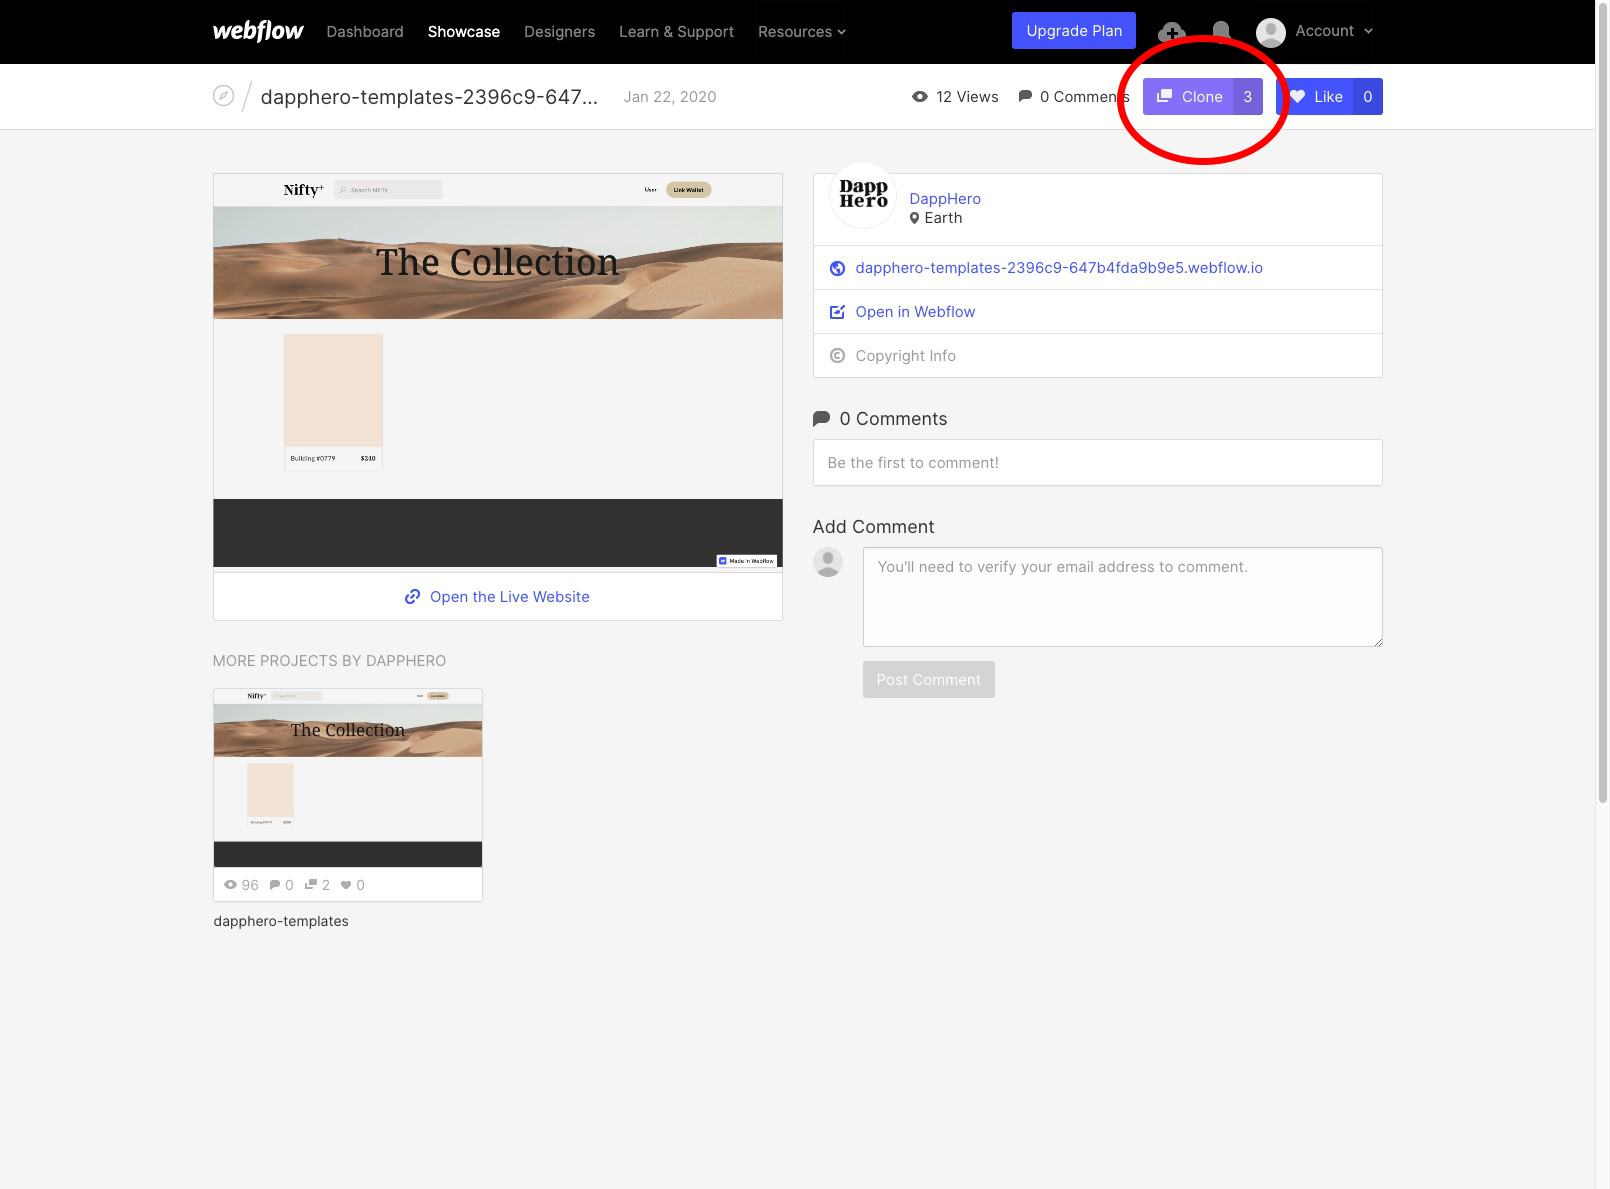 webflow Dashboard Showcase Designers Learn & Support Resources Upgrade Plan Account
dapphero-templates-2396c9-647... Jan 22, 2020 12 Views 0 Comments Clone 3 Like 0
Nifty+ Search NFTs User Link Wallet
The Collection
Building #0779 $240
Made in Webflow
Open the Live Website
Dapp
Hero
DappHero
Earth
dapphero-templates-2396c9-647b4fda9b9e5.webflow.io
Open in Webflow
Copyright Info
0 Comments
Be the first to comment!
Add Comment
You'll need to verify your email address to comment.
Post Comment
MORE PROJECTS BY DAPPHERO
Nifty+
The Collection
96 0 2 0
dapphero-templates